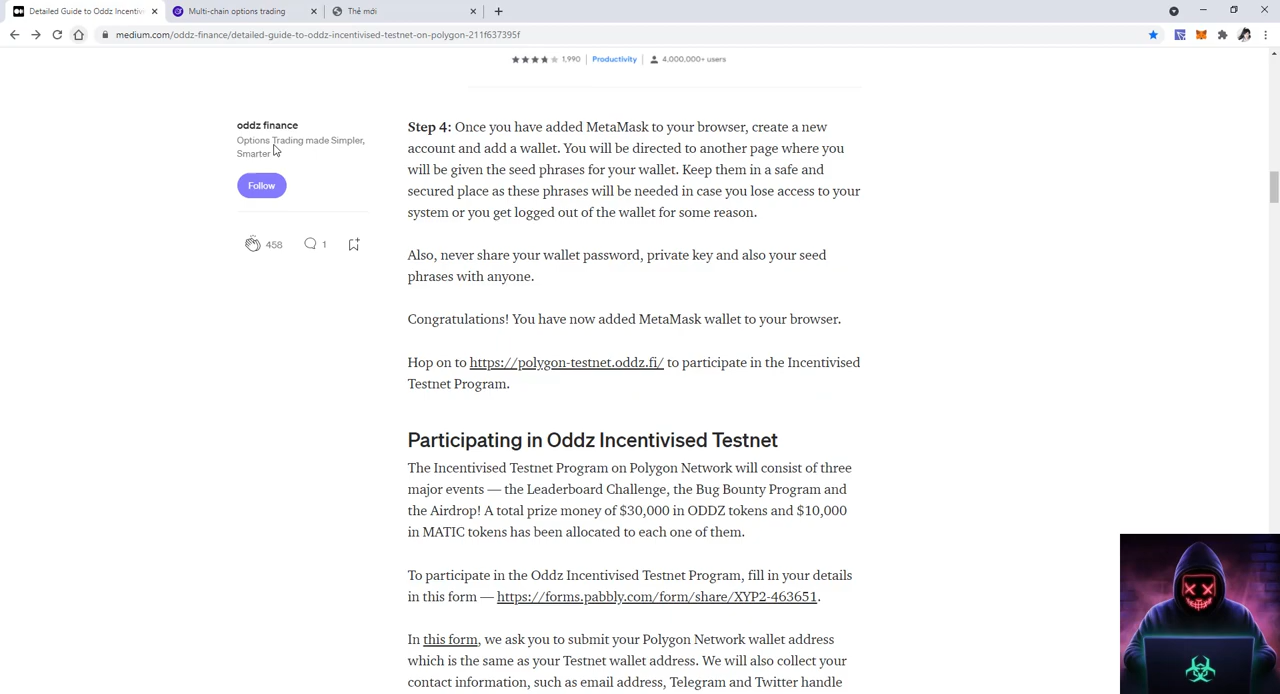 Detailed Guide to Oddz Incentivi
Multi-chain options trading
Thẻ mới
medium.com/oddz-finance/detailed-guide-to-oddz-incentivised-testnet-on-polygon-211f637395f
1,990
Productivity
4,000,000+ users
oddz finance
Options Trading made Simpler,
Smarter
Follow
458
1
Step 4: Once you have added MetaMask to your browser, create a new
account and add a wallet. You will be directed to another page where you
will be given the seed phrases for your wallet. Keep them in a safe and
secured place as these phrases will be needed in case you lose access to your
system or you get logged out of the wallet for some reason.
Also, never share your wallet password, private key and also your seed
phrases with anyone.
Congratulations! You have now added MetaMask wallet to your browser.
Hop on to https://polygon-testnet.oddz.fi/ to participate in the Incentivised
Testnet Program.
Participating in Oddz Incentivised Testnet
The Incentivised Testnet Program on Polygon Network will consist of three
major events — the Leaderboard Challenge, the Bug Bounty Program and
the Airdrop! A total prize money of $30,000 in ODDZ tokens and $10,000
in MATIC tokens has been allocated to each one of them.
To participate in the Oddz Incentivised Testnet Program, fill in your details
in this form — https://forms.pabbly.com/form/share/XYP2-463651.
In this form, we ask you to submit your Polygon Network wallet address
which is the same as your Testnet wallet address. We will also collect your
contact information, such as email address, Telegram and Twitter handle